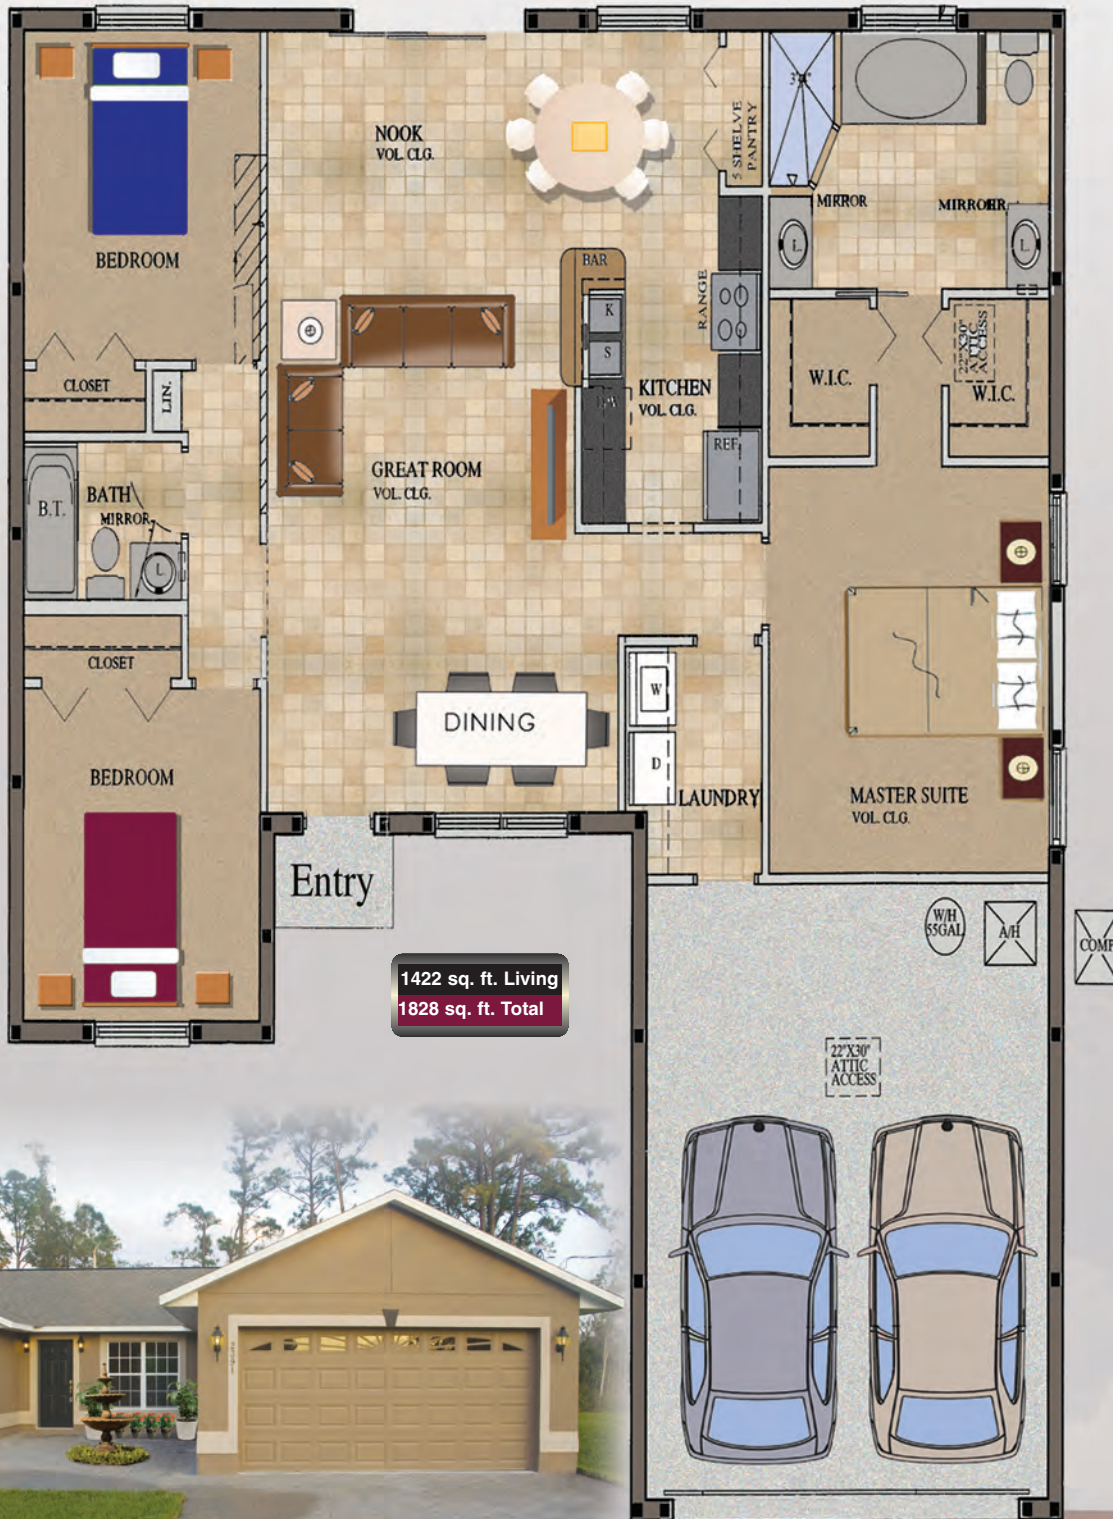 3'4"
NOOK
VOL. CLG.
5 SHELVE
PANTRY
MIRROR
MIRROR
L
L
BEDROOM
BAR
RANGE
K
S
22"X30"
ATTIC
ACCESS
W.I.C.
W.I.C.
CLOSET
LIN.
KITCHEN
VOL. CLG.
D/W
REF.
GREAT ROOM
VOL. CLG.
B.T.
BATH
MIRROR
L
CLOSET
W
DINING
D
BEDROOM
LAUNDRY
MASTER SUITE
VOL. CLG.
Entry
W/H
55GAL
A/H
COMP
1422 sq. ft. Living
1828 sq. ft. Total
22"X30"
ATTIC
ACCESS